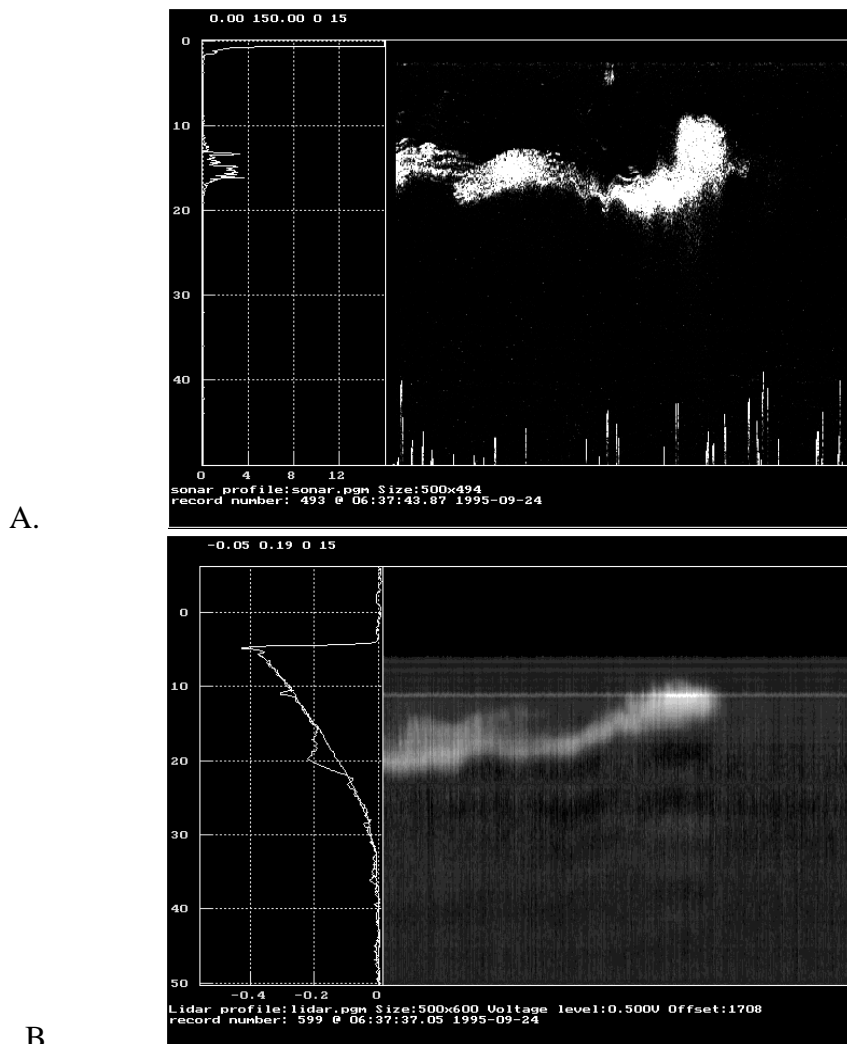 0.00 150.00 0 15
0
10
20
30
40
0 4 8 12
sonar profile:sonar.pgm Size:500x494
record number: 493 @ 06:37:43.87 1995-09-24
A.
-0.05 0.19 0 15
0
10
20
30
40
50
-0.4 -0.2 0
Lidar profile:lidar.pgm Size:500x600 Voltage level:0.500V Offset:1708
record number: 599 @ 06:37:37.05 1995-09-24
B